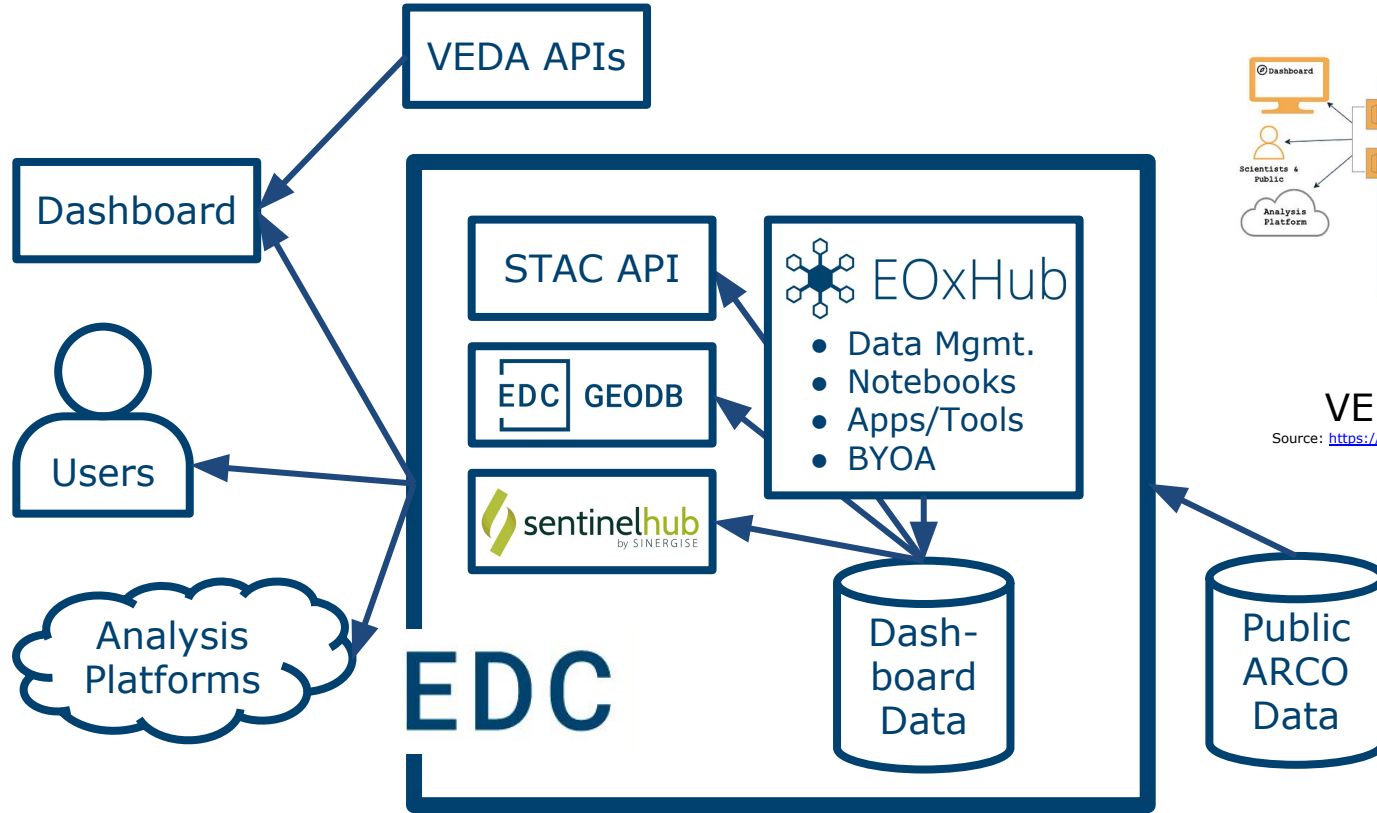 VEDA APIs
Dashboard
Users
Analysis
Platforms
STAC API
EDC GEODB
sentinelhub
by SINERGISE
EOxHub
● Data Mgmt.
● Notebooks
● Apps/Tools
● BYOA
Dash-
board
Data
EDC
Public
ARCO
Data
Dashboard
Scientists &
Public
Analysis
Platform
VE
Source: https://